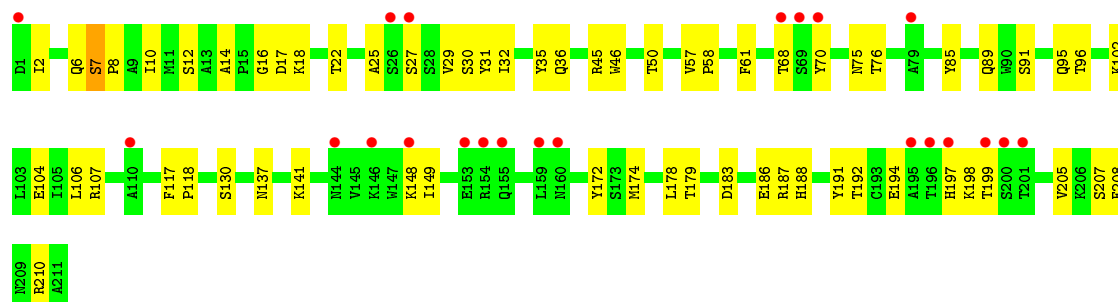 D1 I2 Q6 S7 P8 A9 I10 M11 S12 A13 A14 P15 G16 D17 K18 T22 A25 S26 S27 S28 V29 S30 Y31 I32 Y35 Q36 R45 W46 T50 V57 P58 F61 T68 S69 Y70 N75 T76 A79 Y85 Q89 W90 S91 Q95 T96 K102
L103 E104 I105 L106 R107 A110 F117 P118 S130 N137 K141 N144 V145 K146 W147 K148 I149 E153 R154 Q155 L159 N160 Y172 S173 M174 L178 T179 D183 E186 R187 H188 Y191 T192 C193 E194 A195 T196 H197 K198 T199 S200 T201 V205 K206 S207
N209 R210 A211